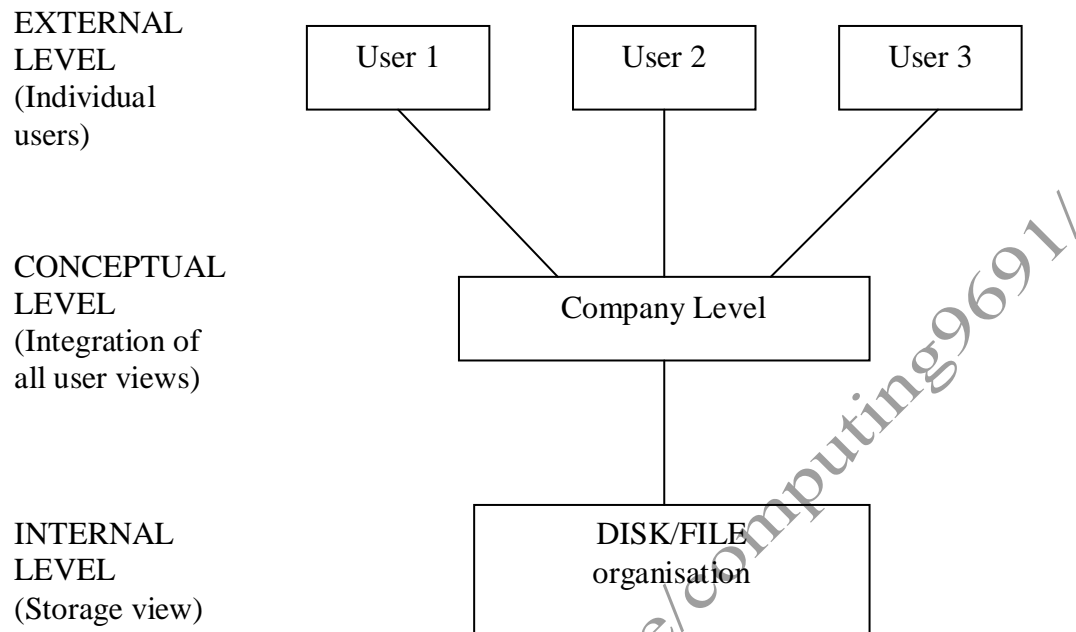 EXTERNAL
LEVEL
(Individual
users)
User 1
User 2
User 3
CONCEPTUAL
LEVEL
(Integration of
all user views)
Company Level
INTERNAL
LEVEL
(Storage view)
DISK/FILE
organisation
e/computing9691/